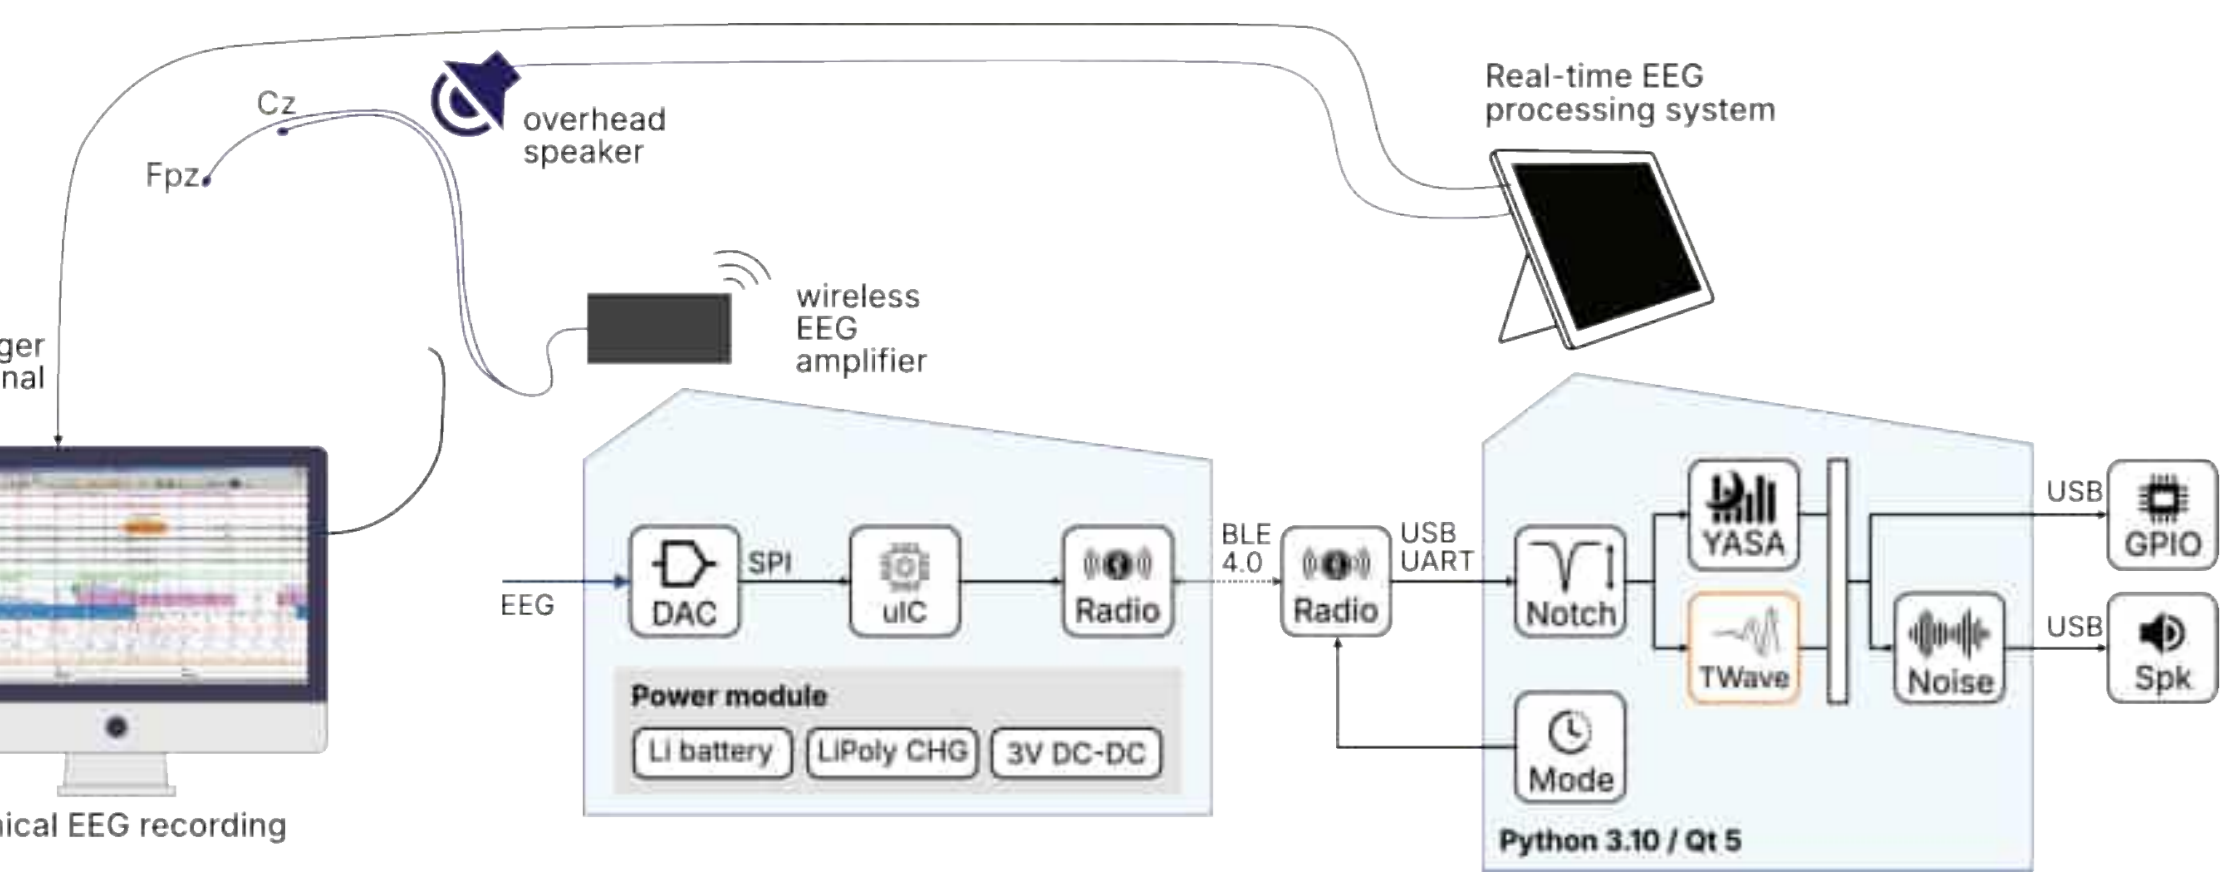 Real-time EEG
processing system
Cz
overhead
speaker
Fpz
wireless
EEG
amplifier
ger
nal
nical EEG recording
EEG
DAC
SPI
uIC
Radio
BLE
4.0
Radio
USB
UART
Power module
Li battery
LiPoly CHG
3V DC-DC
Notch
YASA
TWave
Noise
Mode
USB
GPIO
USB
Spk
Python 3.10 / Qt 5